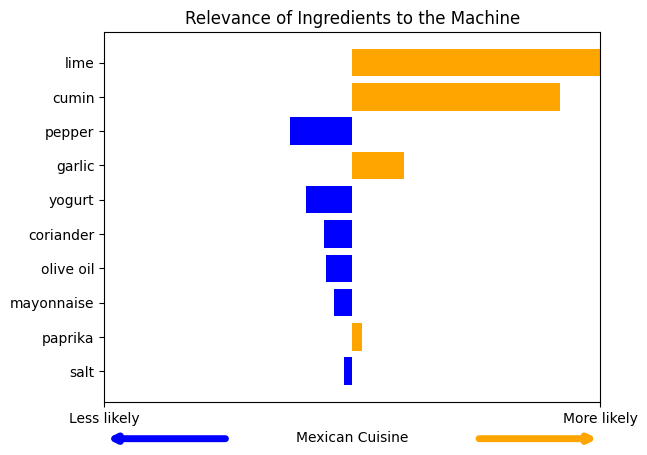 Relevance of Ingredients to the Machine
lime
cumin
pepper
garlic
yogurt
coriander
olive oil
mayonnaise
paprika
salt
Less likely
More likely
Mexican Cuisine